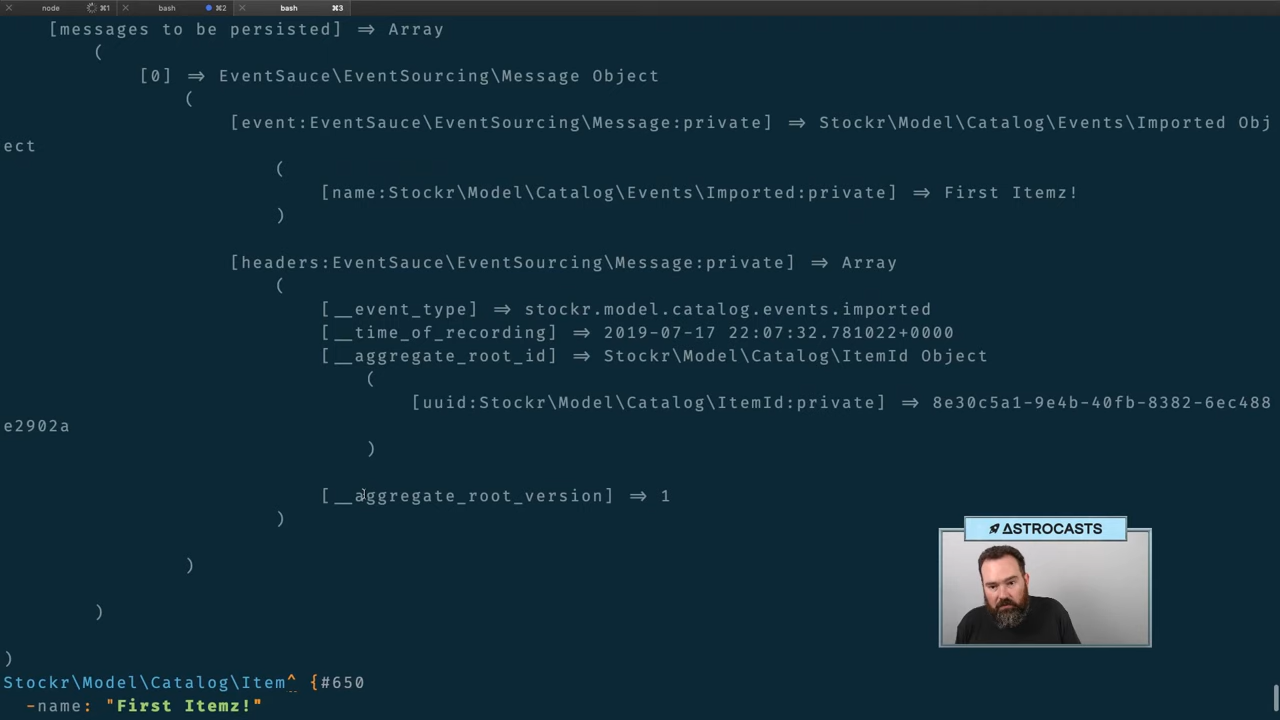 node ⌘1 bash ⌘2 bash ⌘3
[messages to be persisted] => Array
(
[0] => EventSauce\EventSourcing\Message Object
(
[event:EventSauce\EventSourcing\Message:private] => Stockr\Model\Catalog\Events\Imported Obj
ect
(
[name:Stockr\Model\Catalog\Events\Imported:private] => First Itemz!
)
[headers:EventSauce\EventSourcing\Message:private] => Array
(
[__event_type] => stockr.model.catalog.events.imported
[__time_of_recording] => 2019-07-17 22:07:32.781022+0000
[__aggregate_root_id] => Stockr\Model\Catalog\ItemId Object
(
[uuid:Stockr\Model\Catalog\ItemId:private] => 8e30c5a1-9e4b-40fb-8382-6ec488
e2902a
)
[__aggregate_root_version] => 1
)
ASTROCASTS
)
)
)
Stockr\Model\Catalog\Item^ {#650
-name: "First Itemz!"